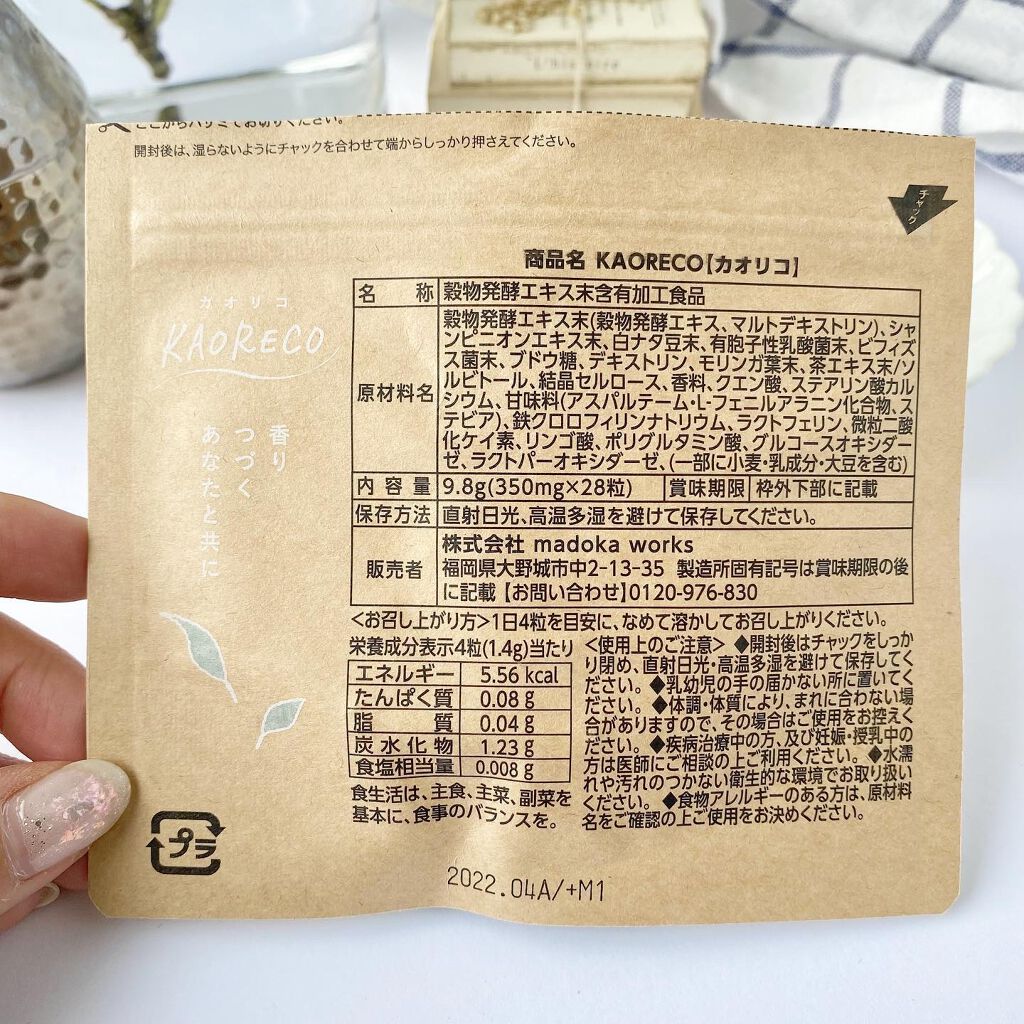 ここからハサミでお切りください。
開封後は、湿らないようにチャックを合わせて端からしっかり押さえてください。
チャック
商品名 KAORECO【カオリコ】
カオリコ
KAORECO
香り
つづく
あなたと共に
名 称 穀物発酵エキス末含有加工食品
原材料名
穀物発酵エキス末(穀物発酵エキス、マルトデキストリン)、シャ
ンピニオンエキス末、白ナタ豆末、有胞子性乳酸菌末、ビフィズ
ス菌末、ブドウ糖、デキストリン、モリンガ葉末、茶エキス末/ソ
ルビトール、結晶セルロース、香料、クエン酸、ステアリン酸カル
シウム、甘味料(アスパルテーム・L-フェニルアラニン化合物、ス
テビア)、鉄クロロフィリンナトリウム、ラクトフェリン、微粒二酸
化ケイ素、リンゴ酸、ポリグルタミン酸、グルコースオキシダー
ゼ、ラクトパーオキシダーゼ、(一部に小麦・乳成分・大豆を含む)
内 容 量 9.8g(350mg×28粒) 賞味期限 枠外下部に記載
保存方法 直射日光、高温多湿を避けて保存してください。
販売者
株式会社 madoka works
福岡県大野城市中2-13-35 製造所固有記号は賞味期限の後
に記載 【お問い合わせ】0120-976-830
<お召し上がり方>1日4粒を目安に、なめて溶かしてお召し上がりください。
栄養成分表示4粒(1.4g)当たり
エネルギー 5.56 kcal
たんぱく質 0.08 g
脂 質 0.04 g
炭水化物 1.23 g
食塩相当量 0.008 g
食生活は、主食、主菜、副菜を
基本に、食事のバランスを。
<使用上のご注意> ◆開封後はチャックをしっか
り閉め、直射日光・高温多湿を避けて保存してく
ださい。◆乳幼児の手の届かない所に置いてく
ださい。◆体調・体質により、まれに合わない場
合がありますので、その場合はご使用をお控えく
ださい。◆疾病治療中の方、及び妊娠・授乳中の
方は医師にご相談の上ご利用ください。◆水濡
れや汚れのつかない衛生的な環境でお取り扱い
ください。◆食物アレルギーのある方は、原材料
名をご確認の上ご使用をお決めください。
プラ
2022.04A/+M1